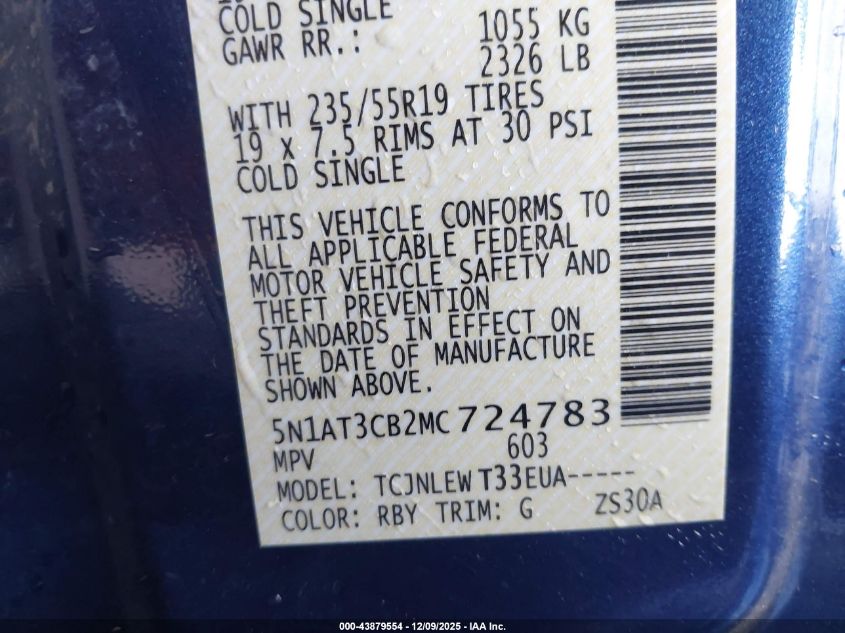 COLD SINGLE
GAWR RR.: 1055 KG
2326 LB
WITH 235/55R19 TIRES
19 x 7.5 RIMS AT 30 PSI
COLD SINGLE
THIS VEHICLE CONFORMS TO
ALL APPLICABLE FEDERAL
MOTOR VEHICLE SAFETY AND
THEFT PREVENTION
STANDARDS IN EFFECT ON
THE DATE OF MANUFACTURE
SHOWN ABOVE.
5N1AT3CB2MC724783
MPV 603
MODEL: TCJNLEW T33EUA-----
COLOR: RBY TRIM: G ZS30A
000-43879554 • 12/09/2025 • IAA Inc.